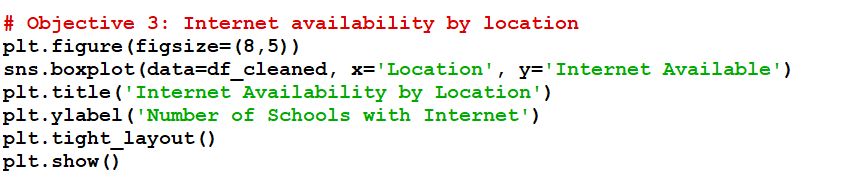 # Objective 3: Internet availability by location
plt.figure(figsize=(8,5))
sns.boxplot(data=df_cleaned, x='Location', y='Internet Available')
plt.title('Internet Availability by Location')
plt.ylabel('Number of Schools with Internet')
plt.tight_layout()
plt.show()